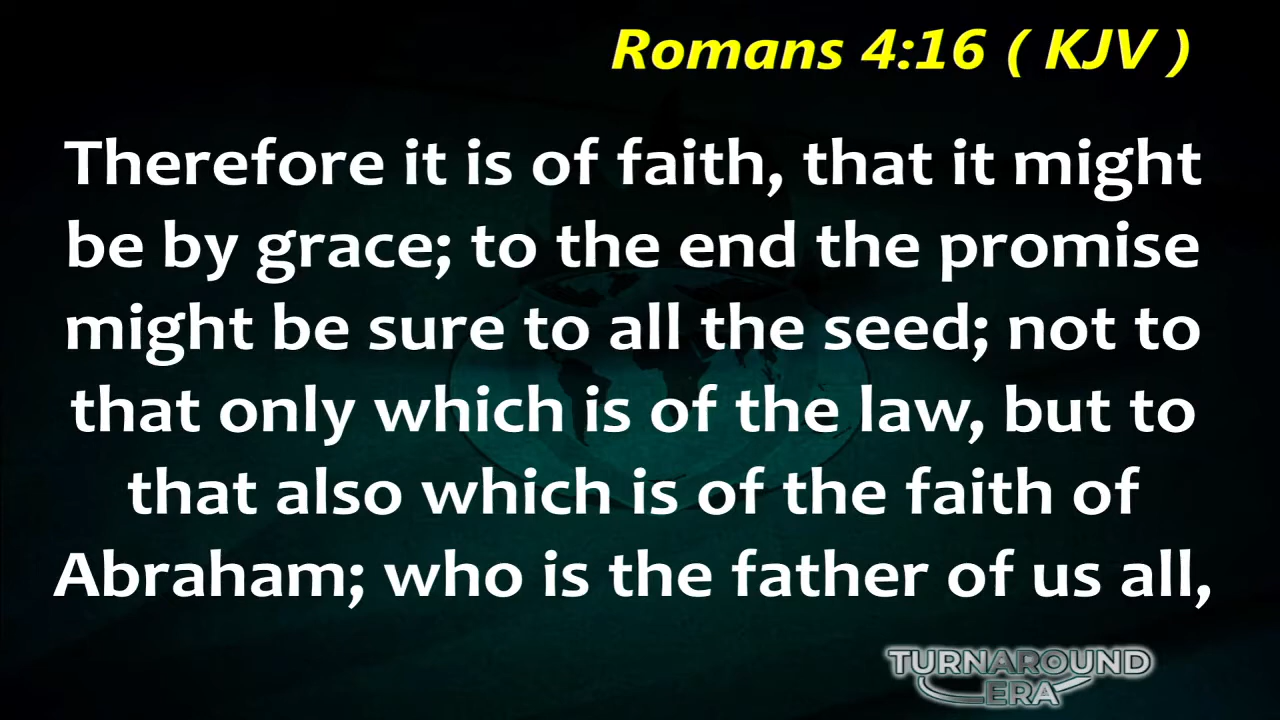 Romans 4:16 ( KJV )
Therefore it is of faith, that it might
be by grace; to the end the promise
might be sure to all the seed; not to
that only which is of the law, but to
that also which is of the faith of
Abraham; who is the father of us all,
TURNAROUND
ERA